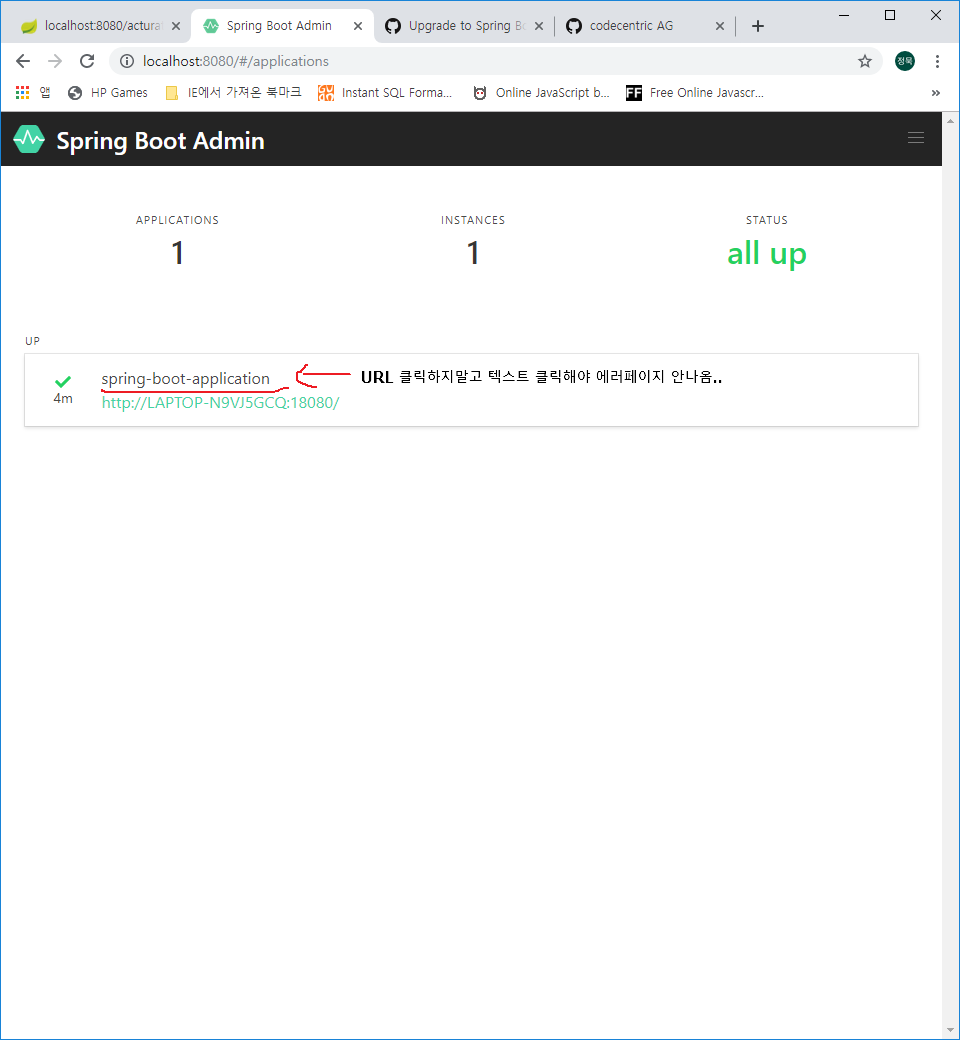 localhost:8080/actura
Spring Boot Admin
Upgrade to Spring Bo
codecentric AG
localhost:8080/#/applications
정묵
앱
HP Games
IE에서 가져온 북마크
Instant SQL Forma...
Online JavaScript b...
FF
Free Online Javascr...
Spring Boot Admin
APPLICATIONS
INSTANCES
STATUS
1
1
all up
UP
spring-boot-application
URL 클릭하지말고 텍스트 클릭해야 에러페이지 안나옴..
4m
http://LAPTOP-N9VJ5GCQ:18080/